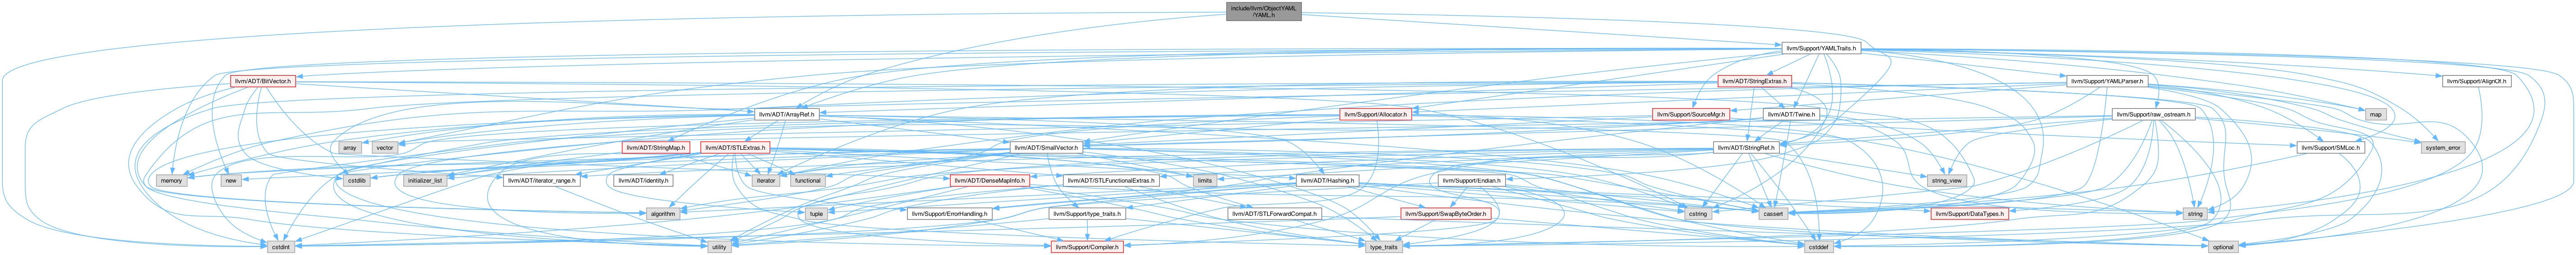 include/llvm/ObjectYAML
/YAML.h
llvm/Support/YAMLTraits.h
llvm/ADT/BitVector.h
llvm/ADT/StringExtras.h
llvm/Support/YAMLParser.h
llvm/Support/AlignOf.h
llvm/ADT/ArrayRef.h
llvm/Support/Allocator.h
llvm/Support/SourceMgr.h
llvm/ADT/Twine.h
llvm/Support/raw_ostream.h
map
array
vector
llvm/ADT/StringMap.h
llvm/ADT/STLExtras.h
llvm/ADT/SmallVector.h
llvm/ADT/StringRef.h
llvm/Support/SMLoc.h
system_error
memory
new
cstdlib
initializer_list
llvm/ADT/iterator_range.h
llvm/ADT/identity.h
iterator
functional
llvm/ADT/DenseMapInfo.h
llvm/ADT/STLFunctionalExtras.h
limits
llvm/ADT/Hashing.h
llvm/Support/Endian.h
string_view
algorithm
tuple
llvm/Support/ErrorHandling.h
llvm/Support/type_traits.h
llvm/ADT/STLForwardCompat.h
llvm/Support/SwapByteOrder.h
cstring
cassert
llvm/Support/DataTypes.h
string
cstdint
utility
llvm/Support/Compiler.h
type_traits
cstddef
optional